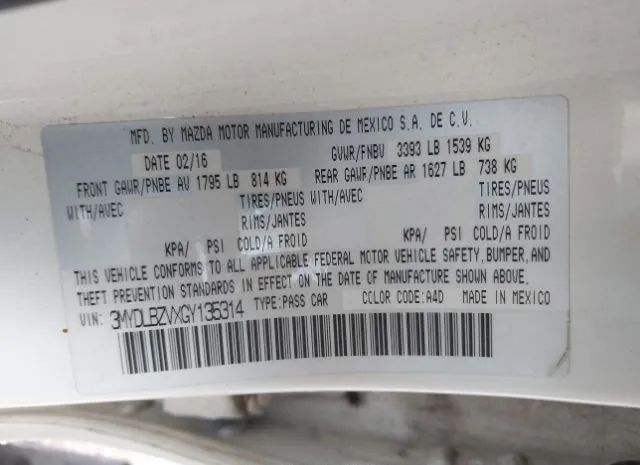 MFD. BY MAZDA MOTOR MANUFACTURING DE MEXICO S.A. DE C.V.
DATE 02/16 GVWR/PNBV 3393 LB 1539 KG
FRONT GAWR/PNBE AV 1795 LB 814 KG REAR GAWR/PNBE AR 1627 LB 738 KG
WITH/AVEC TIRES/PNEUS WITH/AVEC TIRES/PNEUS
RIMS/JANTES RIMS/JANTES
KPA/ PSI COLD/A FROID KPA/ PSI COLD/A FROID
THIS VEHICLE CONFORMS TO ALL APPLICABLE FEDERAL MOTOR VEHICLE SAFETY, BUMPER, AND
THEFT PREVENTION STANDARDS IN EFFECT ON THE DATE OF MANUFACTURE SHOWN ABOVE.
VIN: 3MYDLBZVXGY135314 TYPE:PASS CAR COLOR CODE:A4D MADE IN MEXICO